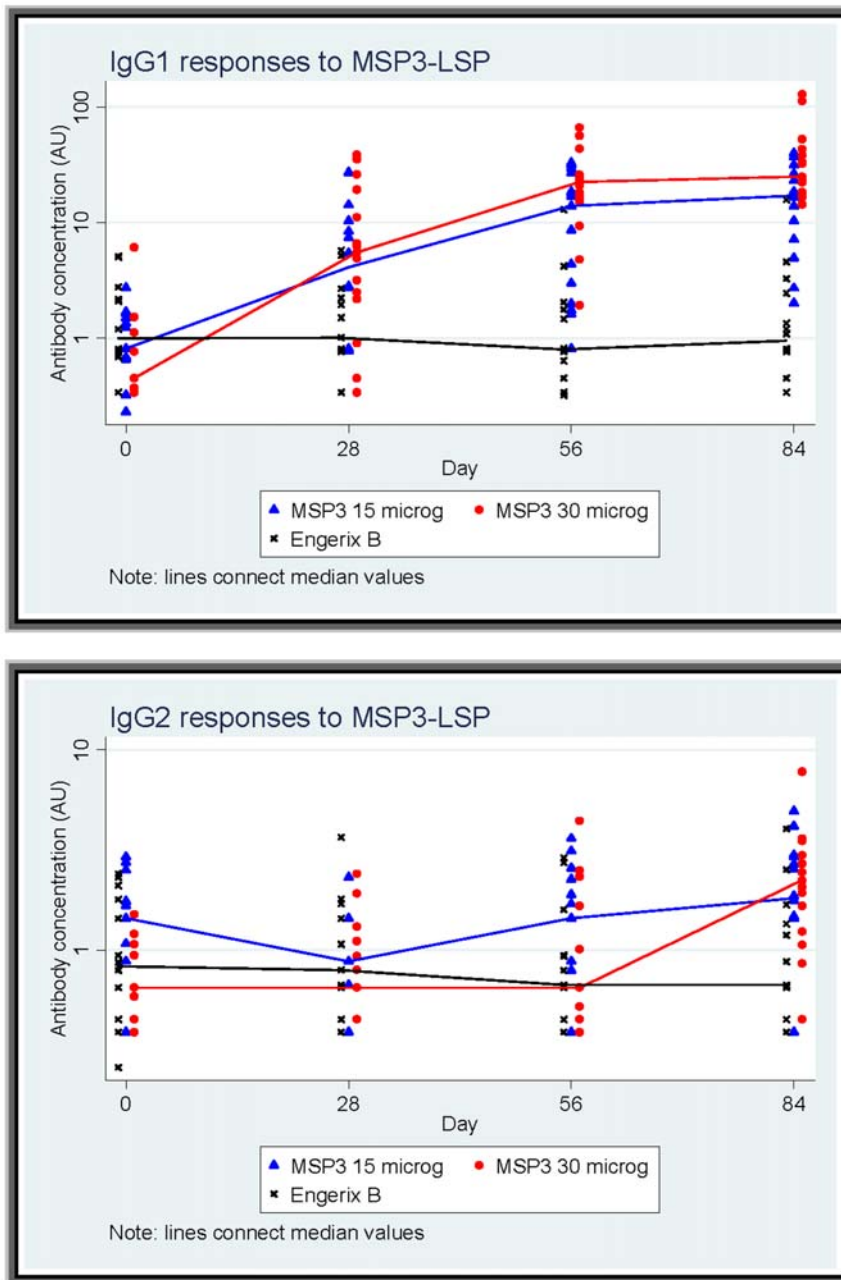 IgG1 responses to MSP3-LSP
Antibody concentration (AU)
100
10
1
0 28 56 84
Day
MSP3 15 microg MSP3 30 microg
Engerix B
Note: lines connect median values
IgG2 responses to MSP3-LSP
Antibody concentration (AU)
10
1
0 28 56 84
Day
MSP3 15 microg MSP3 30 microg
Engerix B
Note: lines connect median values